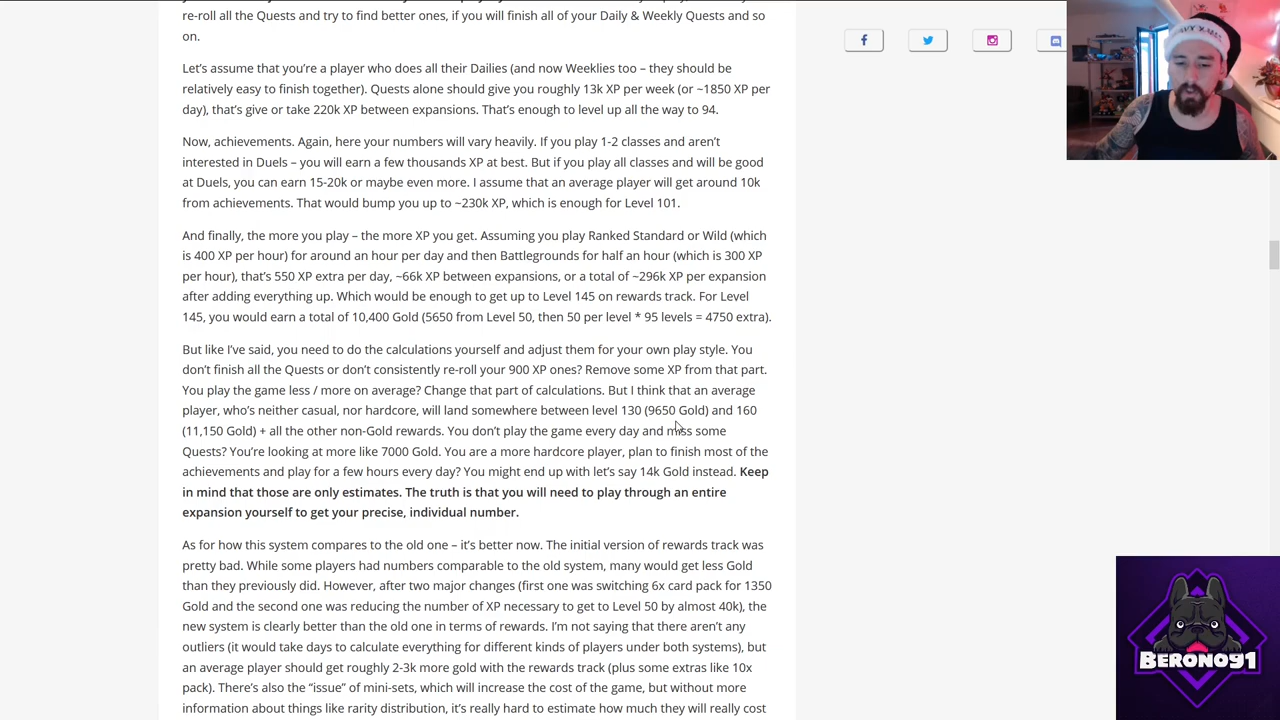 re-roll all the Quests and try to find better ones, if you will finish all of your Daily & Weekly Quests and so
on.
Let's assume that you're a player who does all their Dailies (and now Weeklies too – they should be
relatively easy to finish together). Quests alone should give you roughly 13k XP per week (or ~1850 XP per
day), that's give or take 220k XP between expansions. That's enough to level up all the way to 94.
Now, achievements. Again, here your numbers will vary heavily. If you play 1-2 classes and aren't
interested in Duels – you will earn a few thousands XP at best. But if you play all classes and will be good
at Duels, you can earn 15-20k or maybe even more. I assume that an average player will get around 10k
from achievements. That would bump you up to ~230k XP, which is enough for Level 101.
And finally, the more you play – the more XP you get. Assuming you play Ranked Standard or Wild (which
is 400 XP per hour) for around an hour per day and then Battlegrounds for half an hour (which is 300 XP
per hour), that's 550 XP extra per day, ~66k XP between expansions, or a total of ~296k XP per expansion
after adding everything up. Which would be enough to get up to Level 145 on rewards track. For Level
145, you would earn a total of 10,400 Gold (5650 from Level 50, then 50 per level * 95 levels = 4750 extra).
But like I've said, you need to do the calculations yourself and adjust them for your own play style. You
don't finish all the Quests or don't consistently re-roll your 900 XP ones? Remove some XP from that part.
You play the game less / more on average? Change that part of calculations. But I think that an average
player, who's neither casual, nor hardcore, will land somewhere between level 130 (9650 Gold) and 160
(11,150 Gold) + all the other non-Gold rewards. You don't play the game every day and miss some
Quests? You're looking at more like 7000 Gold. You are a more hardcore player, plan to finish most of the
achievements and play for a few hours every day? You might end up with let's say 14k Gold instead. Keep
in mind that those are only estimates. The truth is that you will need to play through an entire
expansion yourself to get your precise, individual number.
As for how this system compares to the old one – it's better now. The initial version of rewards track was
pretty bad. While some players had numbers comparable to the old system, many would get less Gold
than they previously did. However, after two major changes (first one was switching 6x card pack for 1350
Gold and the second one was reducing the number of XP necessary to get to Level 50 by almost 40k), the
new system is clearly better than the old one in terms of rewards. I'm not saying that there aren't any
outliers (it would take days to calculate everything for different kinds of players under both systems), but
an average player should get roughly 2-3k more gold with the rewards track (plus some extras like 10x
pack). There's also the "issue" of mini-sets, which will increase the cost of the game, but without more
information about things like rarity distribution, it's really hard to estimate how much they will really cost
BERONO91